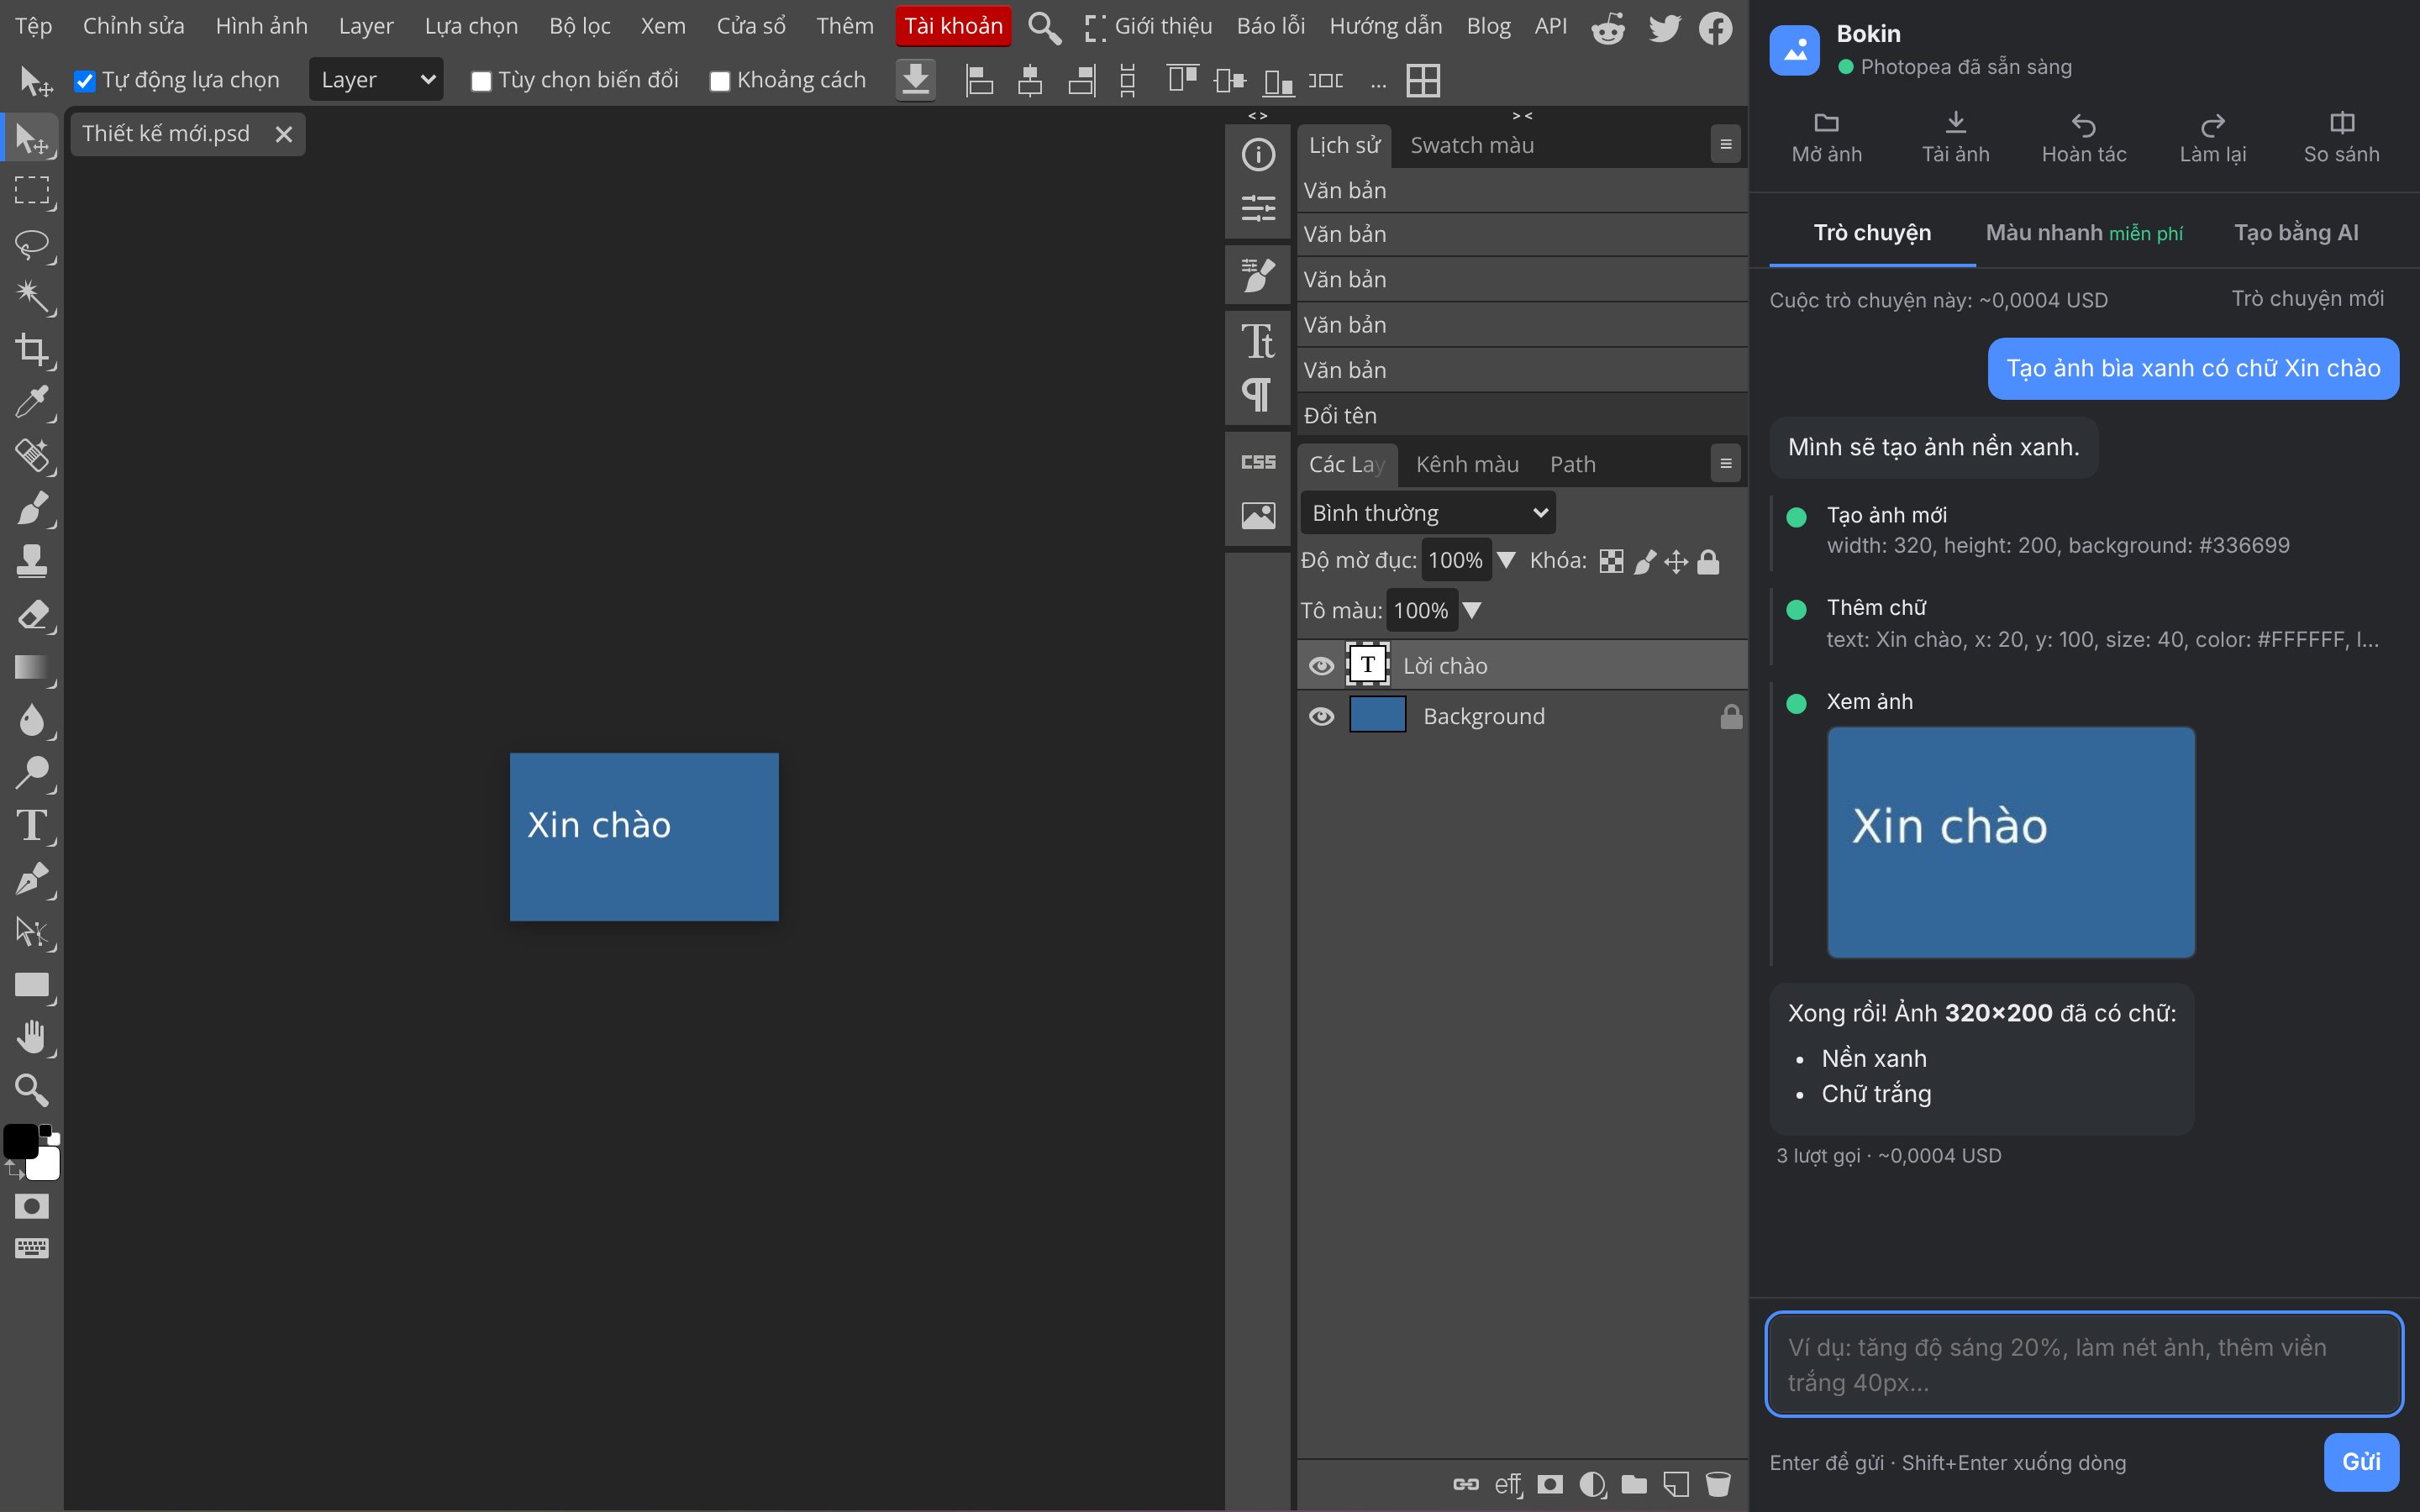 Tệp Chỉnh sửa Hình ảnh Layer Lựa chọn Bộ lọc Xem Cửa sổ Thêm Tài khoản Giới thiệu Báo lỗi Hướng dẫn Blog API
Tự động lựa chọn Layer Tùy chọn biến đổi Khoảng cách ...
Thiết kế mới.psd
Lịch sử Swatch màu
Văn bản
Văn bản
Văn bản
Văn bản
Văn bản
Đổi tên
CSS
Các Lay Kênh màu Path
Bình thường
Độ mờ đục: 100% Khóa:
Tô màu: 100%
T Lời chào
Background
eff
Xin chào
Bokin
Photopea đã sẵn sàng
Mở ảnh Tải ảnh Hoàn tác Làm lại So sánh
Trò chuyện Màu nhanh miễn phí Tạo bằng AI
Cuộc trò chuyện này: ~0,0004 USD Trò chuyện mới
Tạo ảnh bìa xanh có chữ Xin chào
Mình sẽ tạo ảnh nền xanh.
Tạo ảnh mới
width: 320, height: 200, background: #336699
Thêm chữ
text: Xin chào, x: 20, y: 100, size: 40, color: #FFFFFF, l...
Xem ảnh
Xin chào
Xong rồi! Ảnh 320×200 đã có chữ:
• Nền xanh
• Chữ trắng
3 lượt gọi · ~0,0004 USD
Ví dụ: tăng độ sáng 20%, làm nét ảnh, thêm viền
trắng 40px...
Enter để gửi · Shift+Enter xuống dòng Gửi